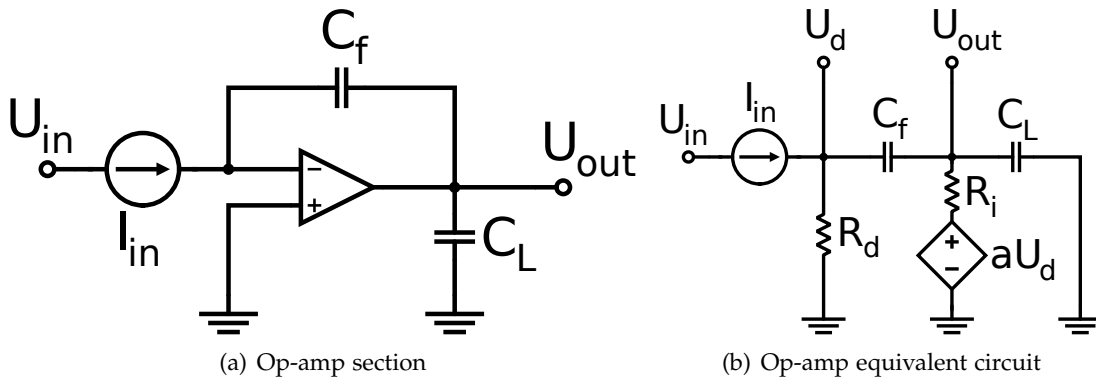 C_f
U_in
I_in
−
+
U_out
C_L
(a) Op-amp section
U_d
U_out
U_in
I_in
C_f
C_L
R_d
R_i
+
−
aU_d
(b) Op-amp equivalent circuit